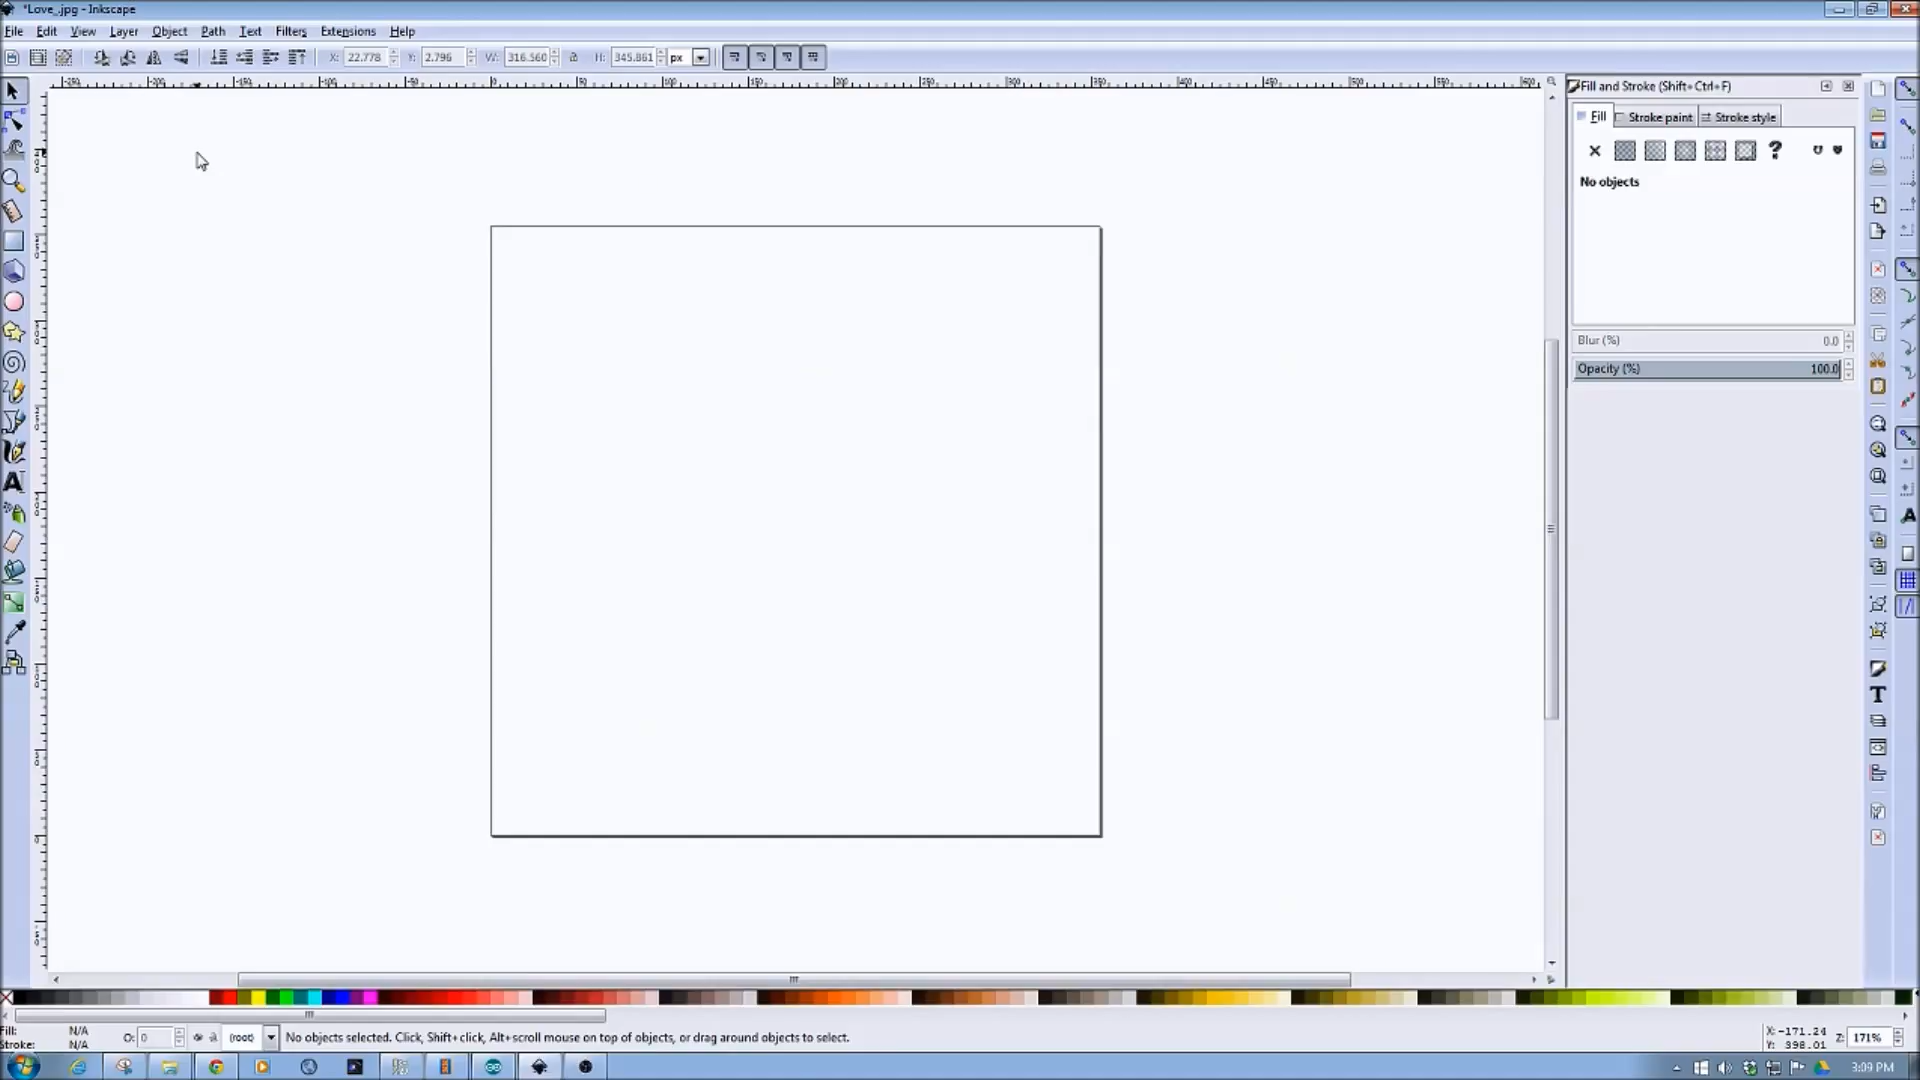 *Love_.jpg - Inkscape
File Edit View Layer Object Path Text Filters Extensions Help
X: 22.778 Y: 2.796 W: 316.560 H: 345.861 px
Fill and Stroke (Shift+Ctrl+F)
Fill Stroke paint Stroke style
No objects
Blur (%) 0.0
Opacity (%) 100.0
Fill: N/A
Stroke: N/A
O: 0
(root)
No objects selected. Click, Shift+click, Alt+scroll mouse on top of objects, or drag around objects to select.
X: -171.24
Y: 398.01
Z: 171%
3:09 PM